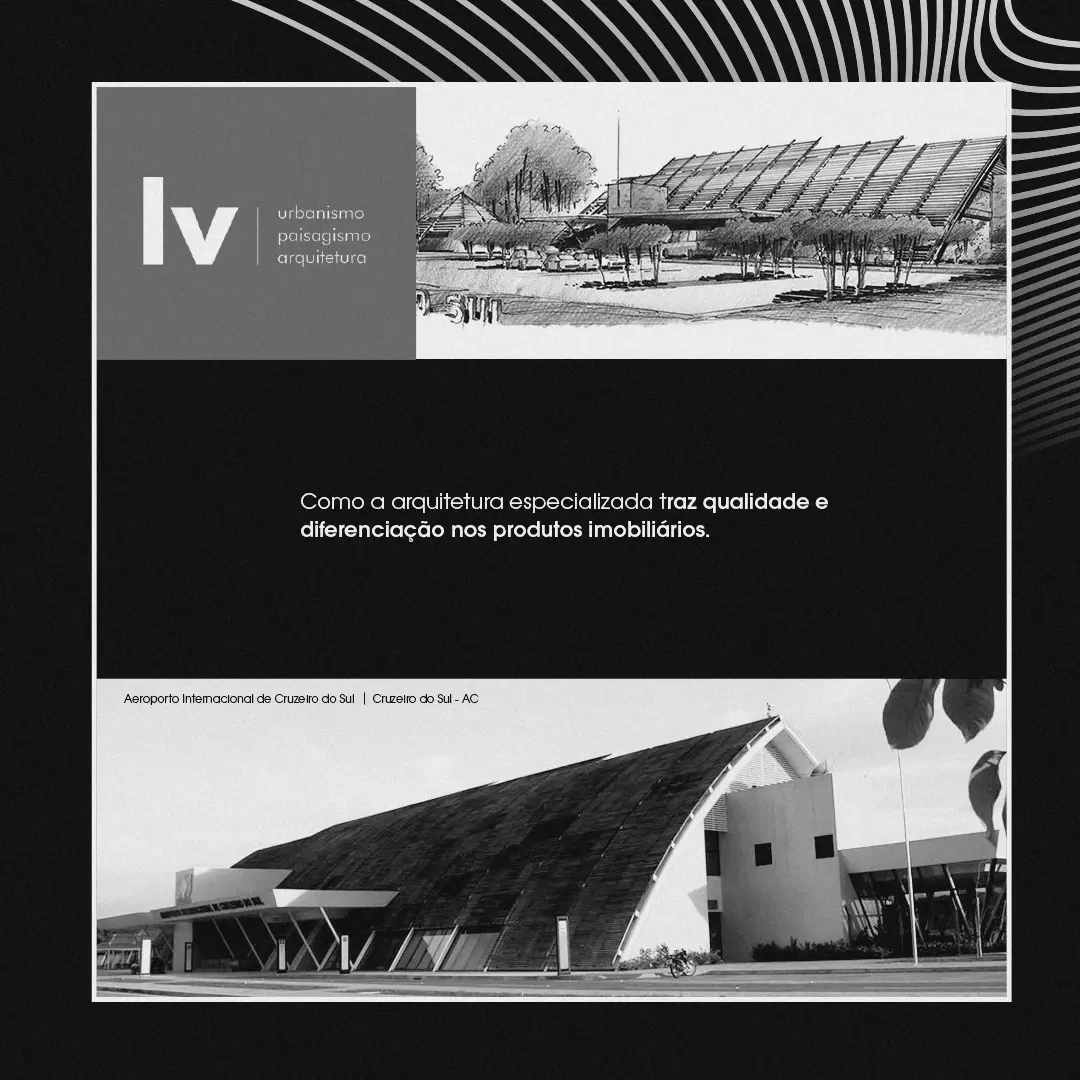 lv
urbanismo
paisagismo
arquitetura
O SUL
Como a arquitetura especializada traz qualidade e
diferenciação nos produtos imobiliários.
Aeroporto Internacional de Cruzeiro do Sul | Cruzeiro do Sul - AC